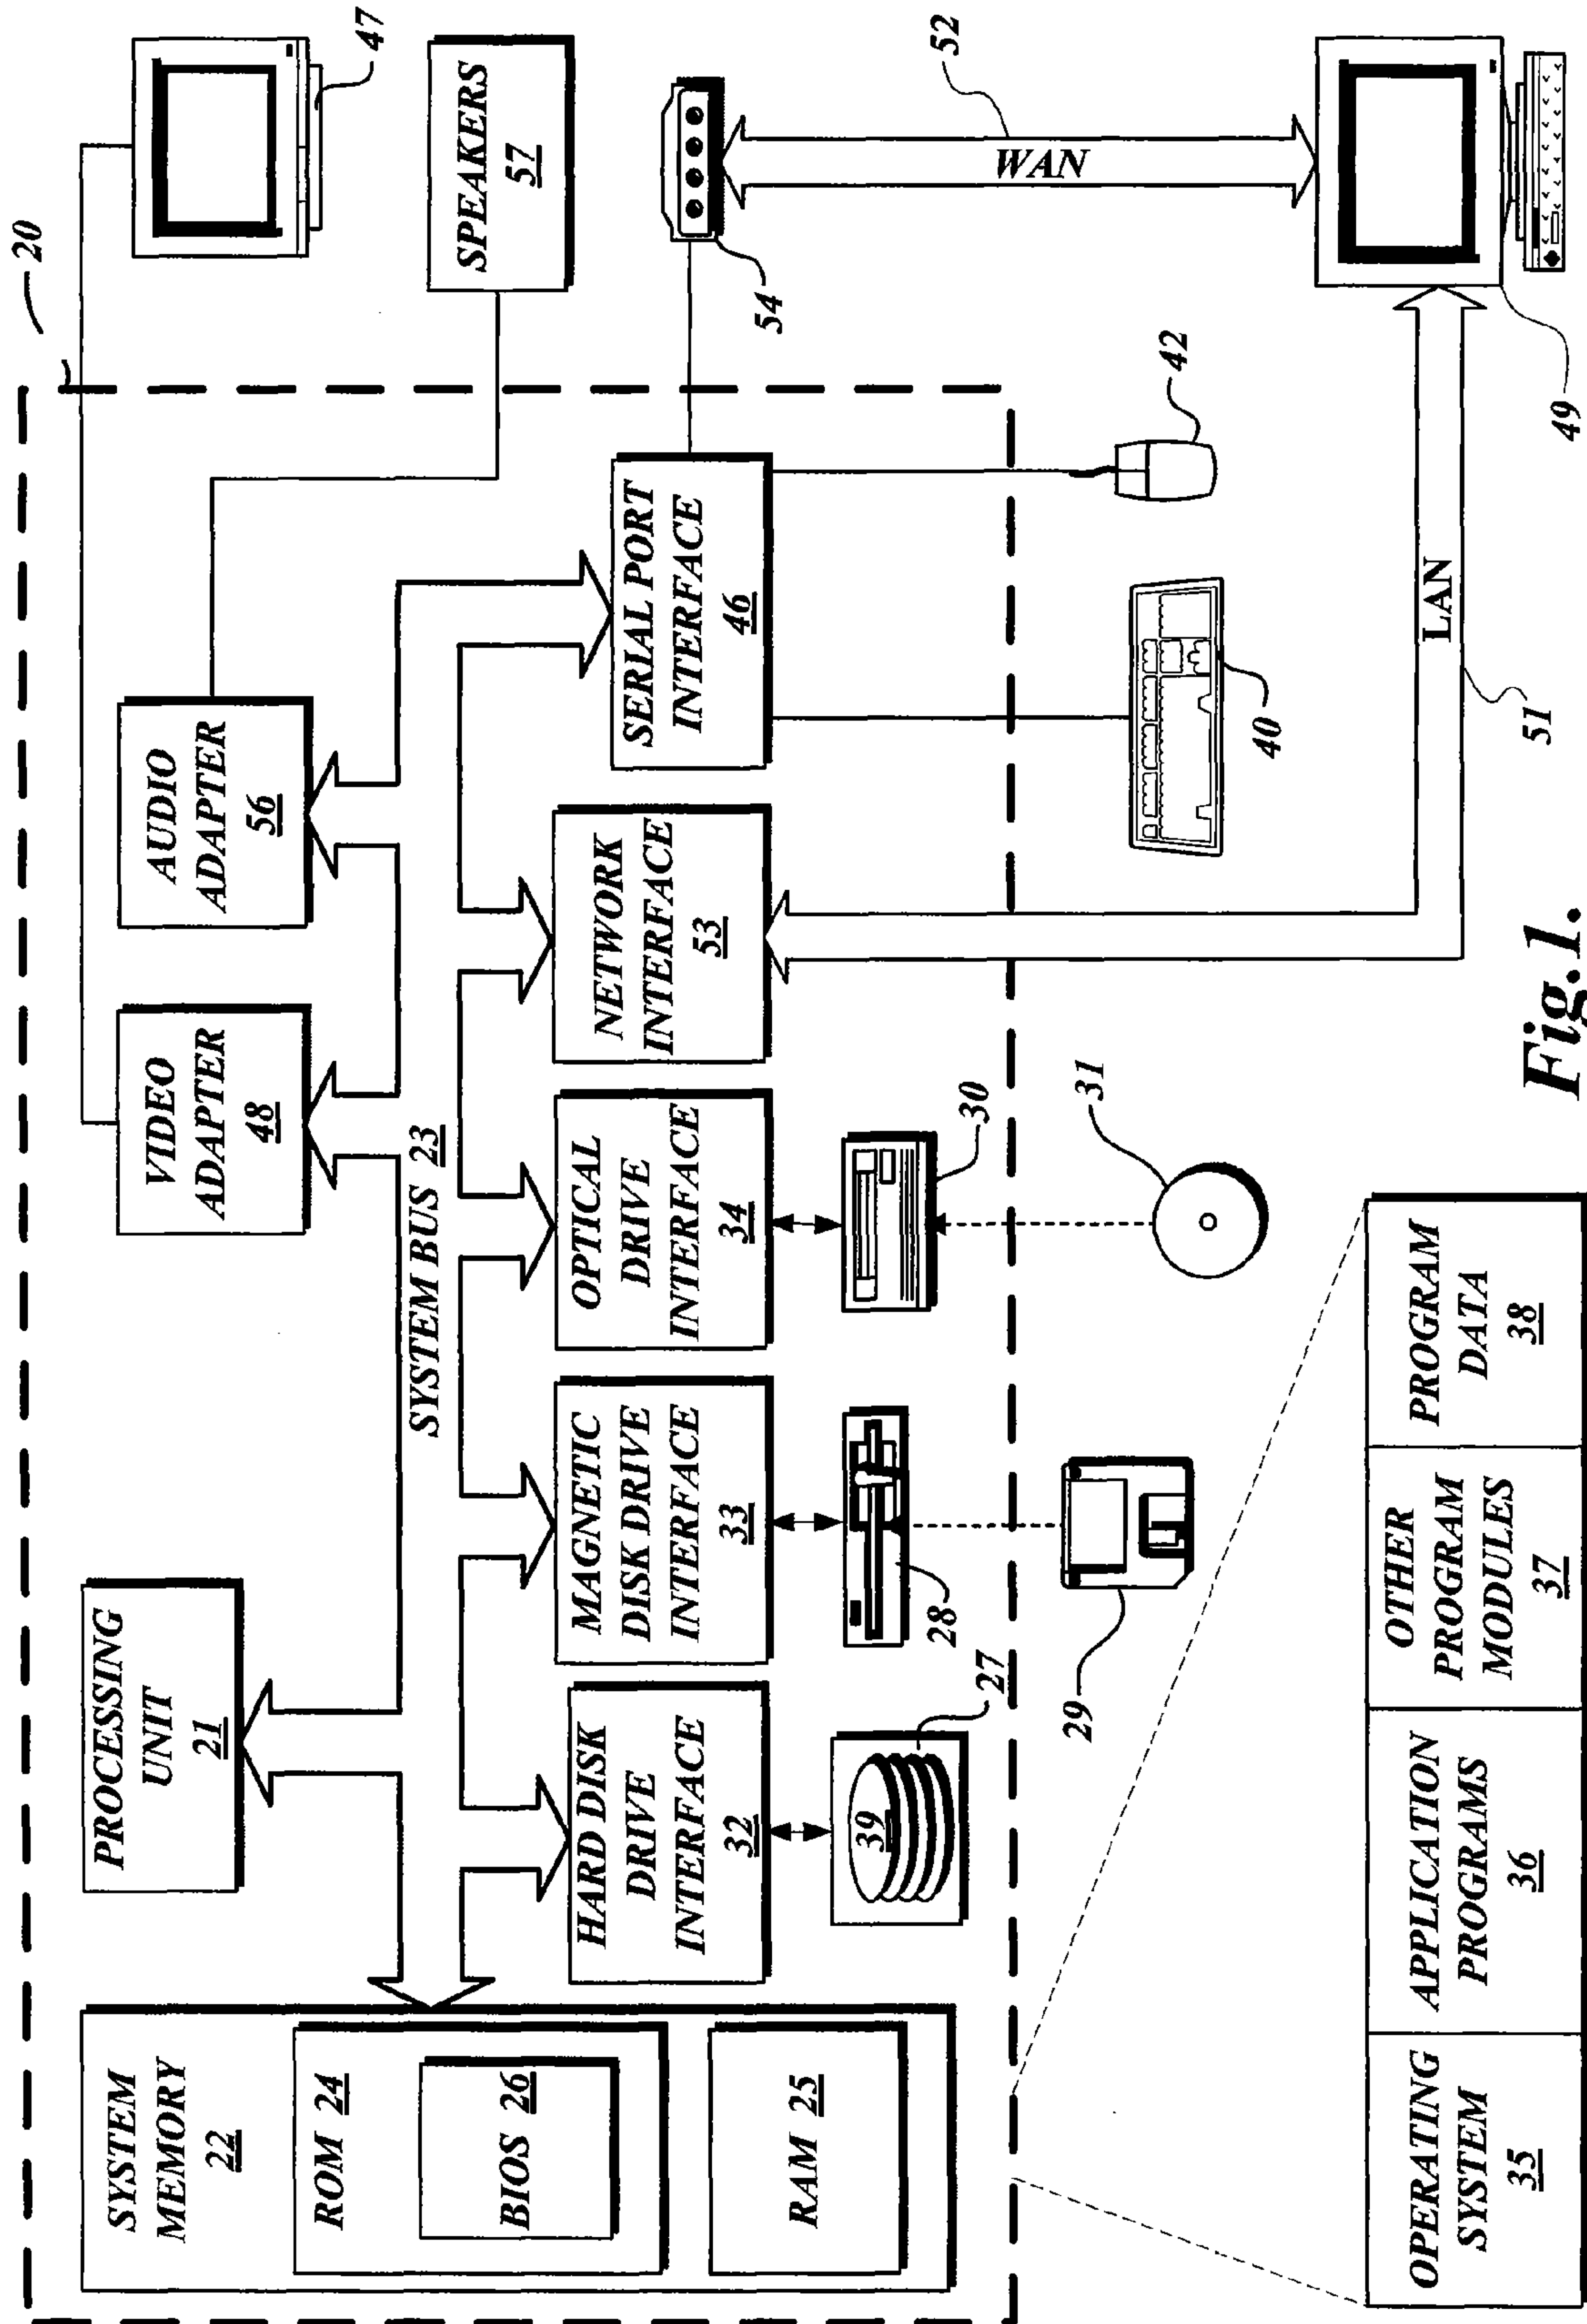 20
47
SYSTEM
MEMORY
22
ROM 24
BIOS 26
RAM 25
PROCESSING
UNIT
21
VIDEO
ADAPTER
48
AUDIO
ADAPTER
56
SPEAKERS
57
SYSTEM BUS 23
HARD DISK
DRIVE
INTERFACE
32
MAGNETIC
DISK DRIVE
INTERFACE
33
OPTICAL
DRIVE
INTERFACE
34
NETWORK
INTERFACE
53
SERIAL PORT
INTERFACE
46
54
52
WAN
39
27
28
30
29
31
40
42
LAN
51
49
OPERATING
SYSTEM
35
APPLICATION
PROGRAMS
36
OTHER
PROGRAM
MODULES
37
PROGRAM
DATA
38
Fig.1.